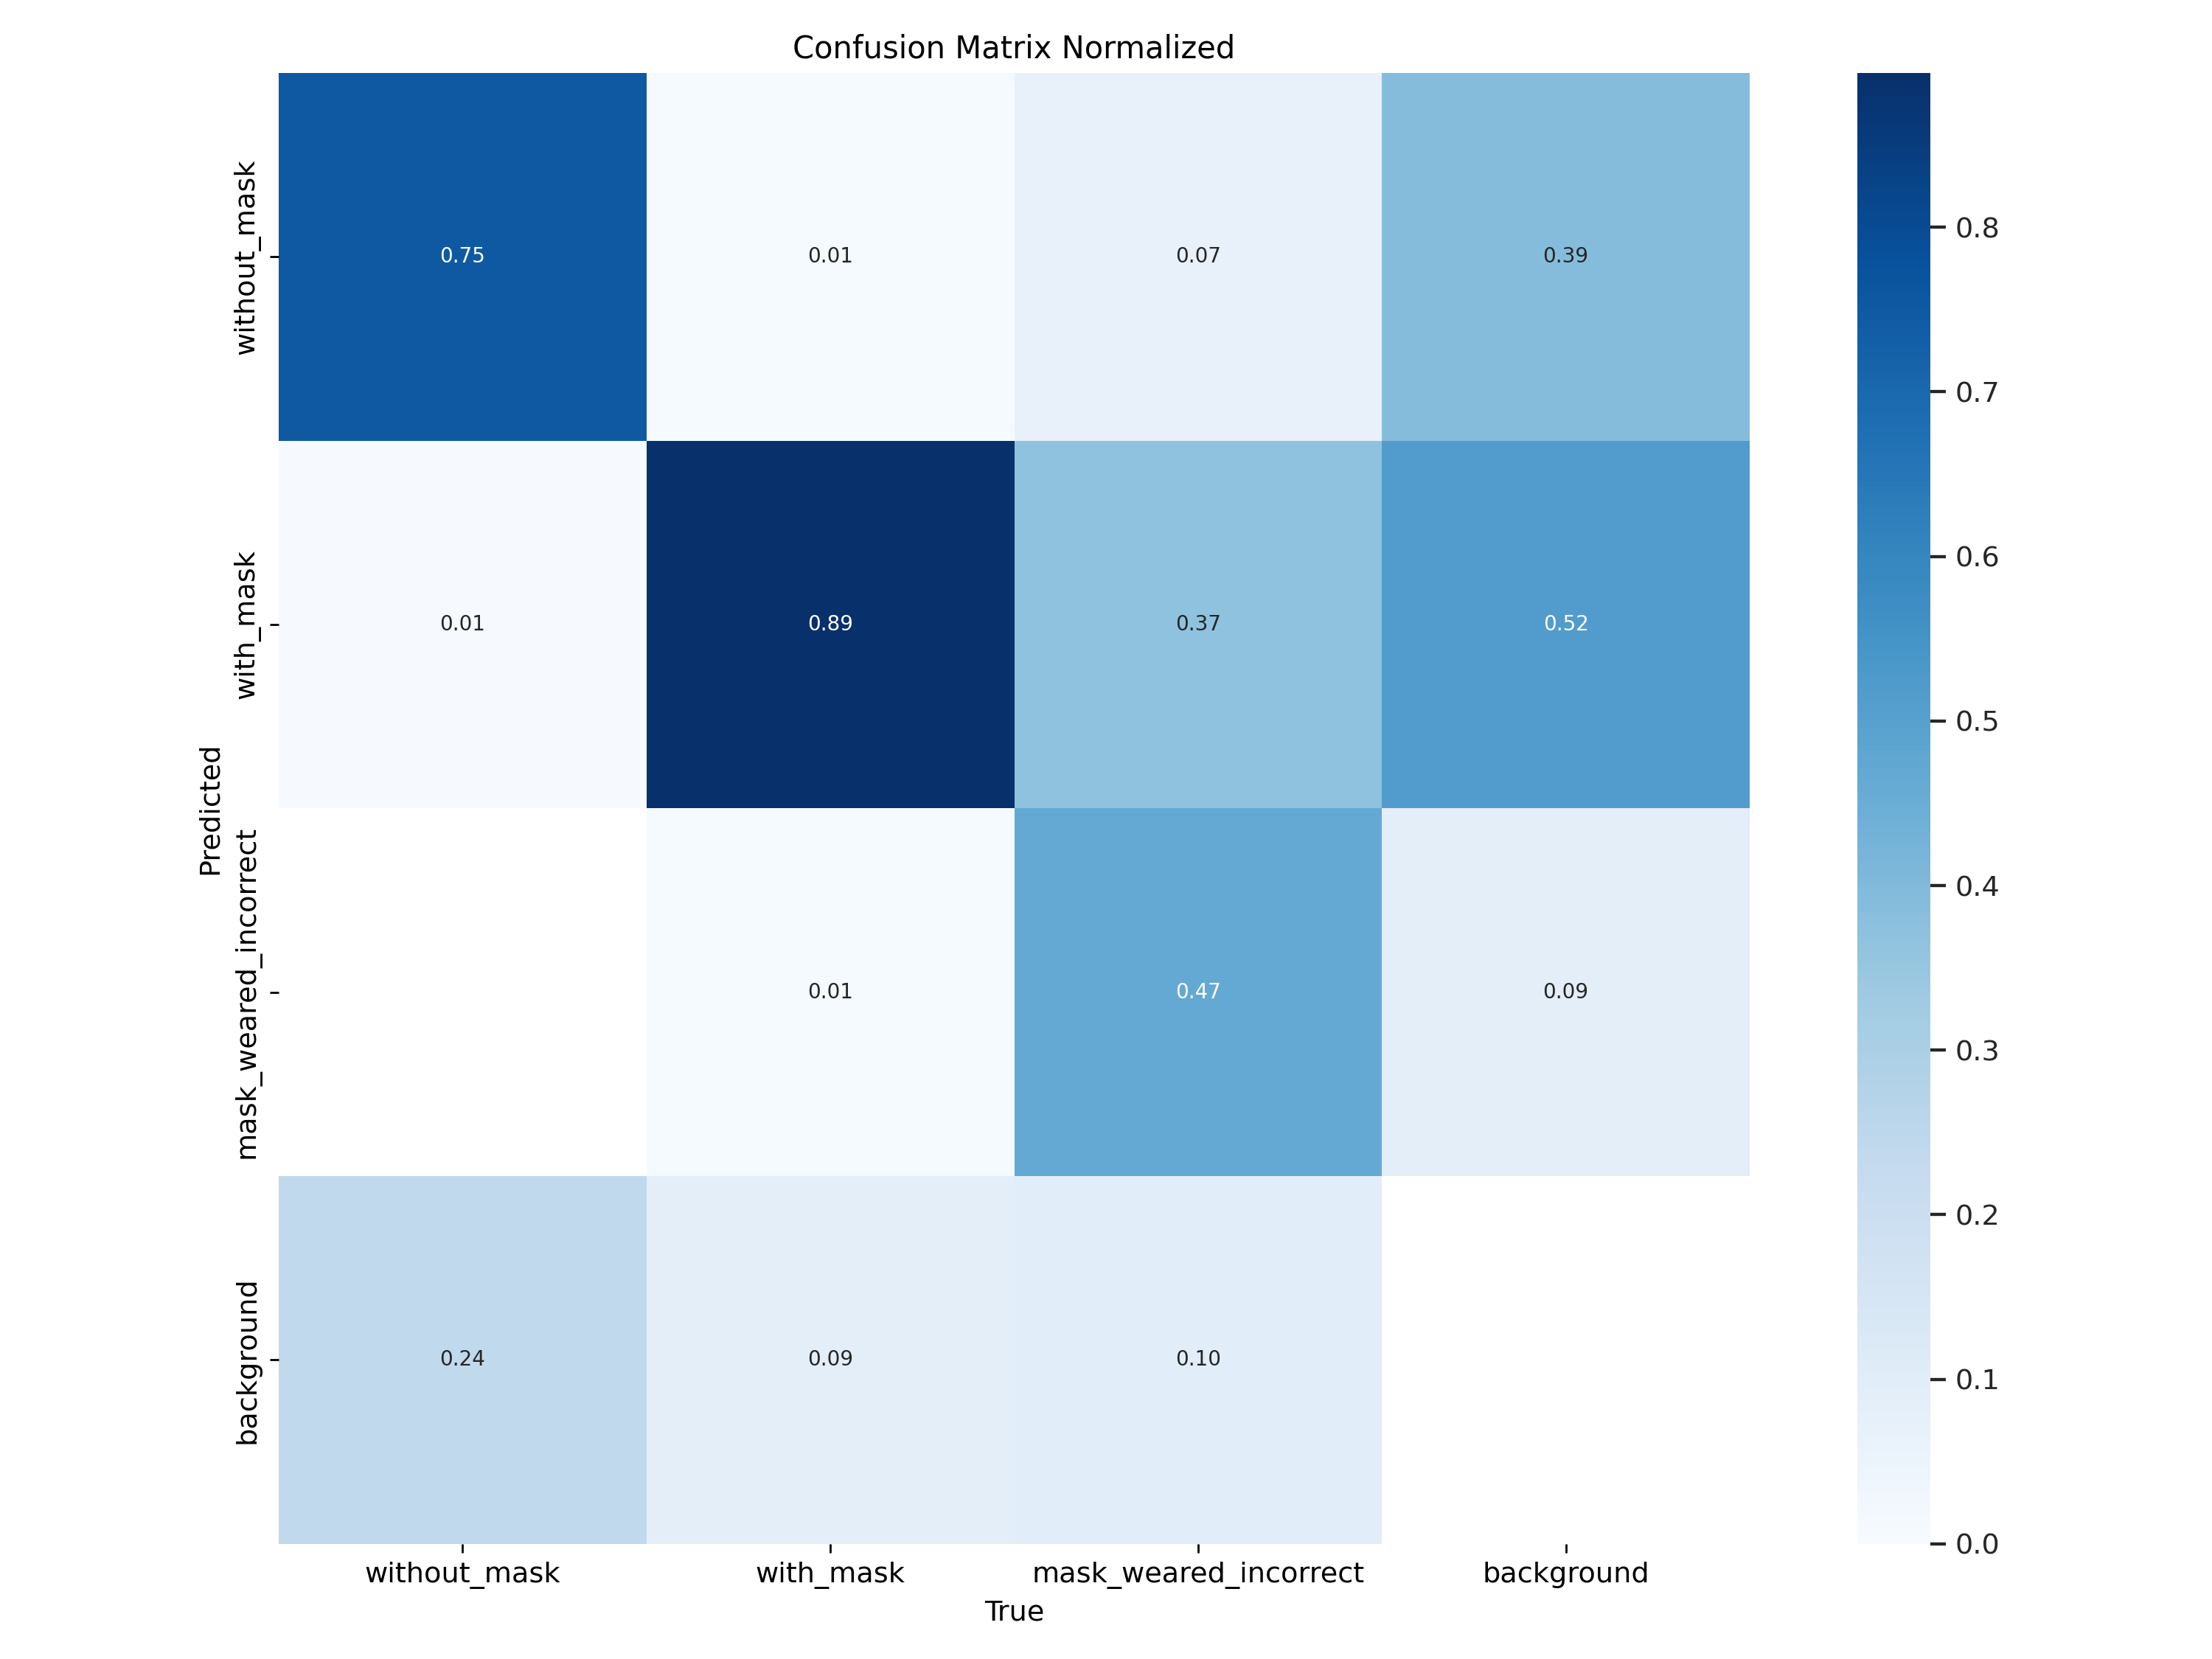 Confusion Matrix Normalized
without_mask
0.75
0.01
0.07
0.39
with_mask
0.01
0.89
0.37
0.52
mask_weared_incorrect
0.01
0.47
0.09
background
0.24
0.09
0.10
Predicted
without_mask
with_mask
mask_weared_incorrect
background
True
0.8
0.7
0.6
0.5
0.4
0.3
0.2
0.1
0.0